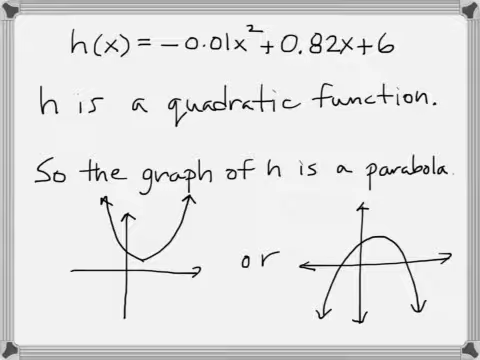 h(x) = -0.01x² + 0.82x + 6
h is a quadratic function.
So the graph of h is a parabola.
or